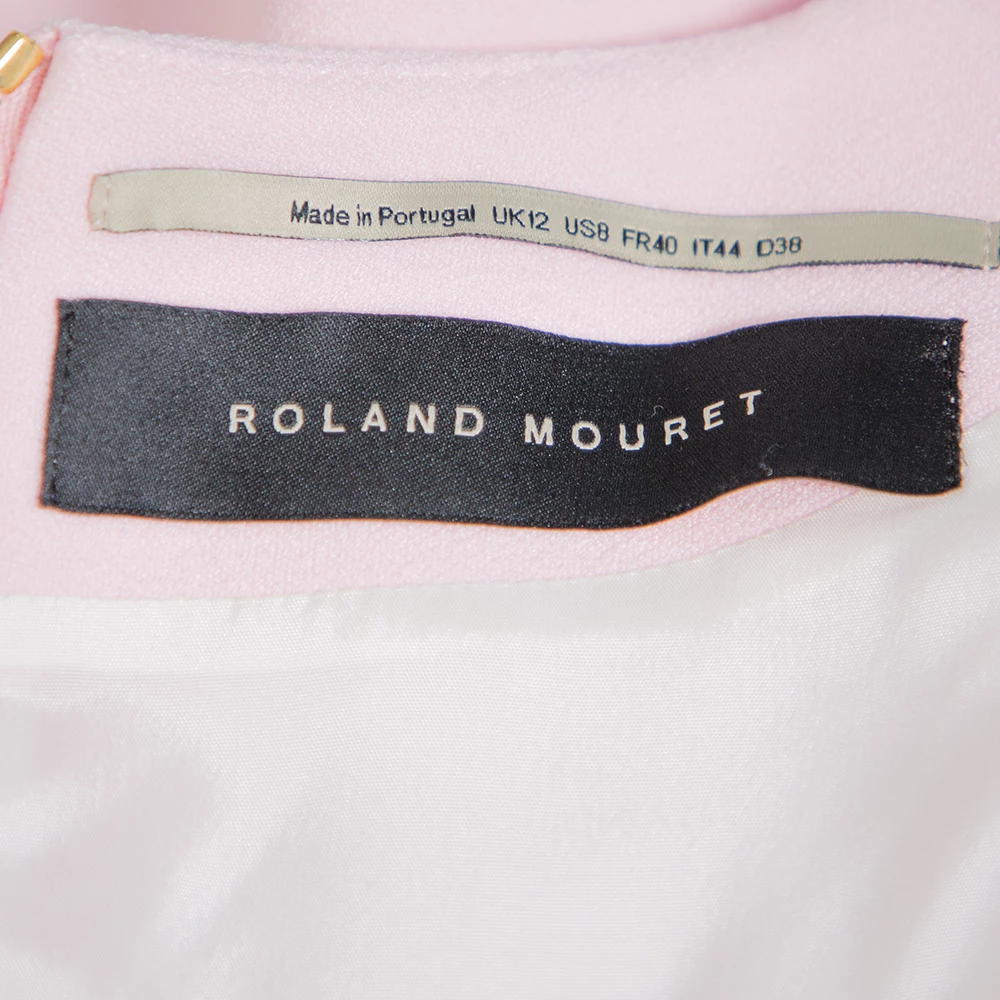 Made in Portugal UK12 US8 FR40 IT44 D38
ROLAND MOURET